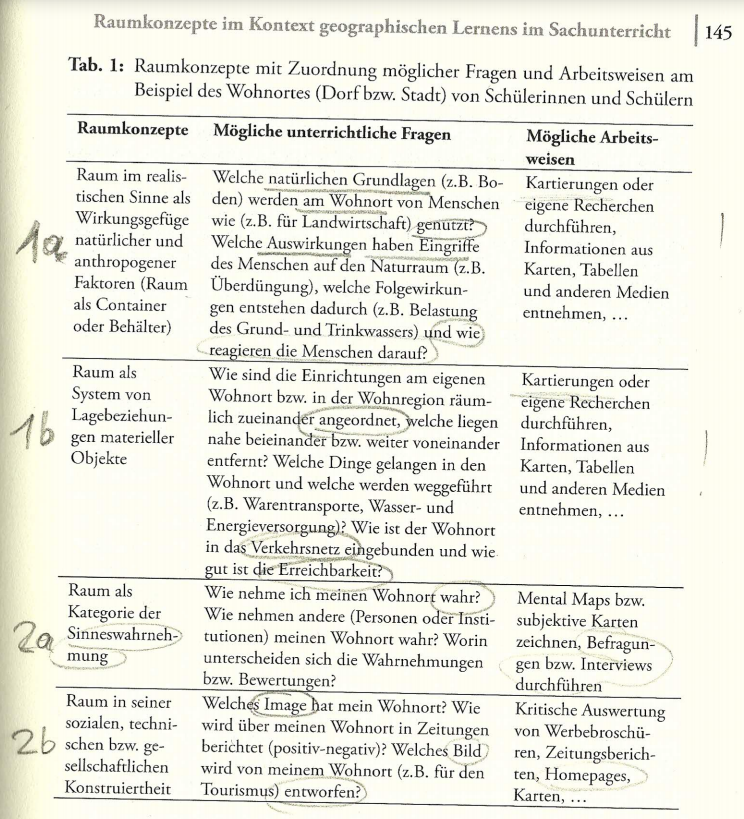 Raumkonzepte im Kontext geographischen Lernens im Sachunterricht | 145
Tab. 1: Raumkonzepte mit Zuordnung möglicher Fragen und Arbeitsweisen am
Beispiel des Wohnortes (Dorf bzw. Stadt) von Schülerinnen und Schülern
Raumkonzepte
Mögliche unterrichtliche Fragen
Mögliche Arbeits-
weisen
1a
Raum im realis-
tischen Sinne als
Wirkungsgefüge
natürlicher und
anthropogener
Faktoren (Raum
als Container
oder Behälter)
Welche natürlichen Grundlagen (z.B. Bo-
den) werden am Wohnort von Menschen
wie (z.B. für Landwirtschaft) genutzt?
Welche Auswirkungen haben Eingriffe
des Menschen auf den Naturraum (z.B.
Überdüngung), welche Folgewirkun-
gen entstehen dadurch (z.B. Belastung
des Grund- und Trinkwassers) und wie
reagieren die Menschen darauf?
Kartierungen oder
eigene Recherchen
durchführen,
Informationen aus
Karten, Tabellen
und anderen Medien
entnehmen, ...
1b
Raum als
System von
Lagebeziehun-
gen materieller
Objekte
Wie sind die Einrichtungen am eigenen
Wohnort bzw. in der Wohnregion räum-
lich zueinander angeordnet, welche liegen
nahe beieinander bzw. weiter voneinander
entfernt? Welche Dinge gelangen in den
Wohnort und welche werden weggeführt
(z.B. Warentransporte, Wasser- und
Energieversorgung)? Wie ist der Wohnort
in das Verkehrsnetz eingebunden und wie
gut ist die Erreichbarkeit?
Kartierungen oder
eigene Recherchen
durchführen,
Informationen aus
Karten, Tabellen
und anderen Medien
entnehmen, ...
2a
Raum als
Kategorie der
Sinneswahrneh-
mung
Wie nehme ich meinen Wohnort wahr?
Wie nehmen andere (Personen oder Insti-
tutionen) meinen Wohnort wahr? Worin
unterscheiden sich die Wahrnehmungen
bzw. Bewertungen?
Mental Maps bzw.
subjektive Karten
zeichnen, Befragun-
gen bzw. Interviews
durchführen
2b
Raum in seiner
sozialen, techni-
schen bzw. ge-
sellschaftlichen
Konstruiertheit
Welches Image hat mein Wohnort? Wie
wird über meinen Wohnort in Zeitungen
berichtet (positiv-negativ)? Welches Bild
wird von meinem Wohnort (z.B. für den
Tourismus) entworfen?
Kritische Auswertung
von Werbebroschü-
ren, Zeitungsberich-
ten, Homepages,
Karten, ...